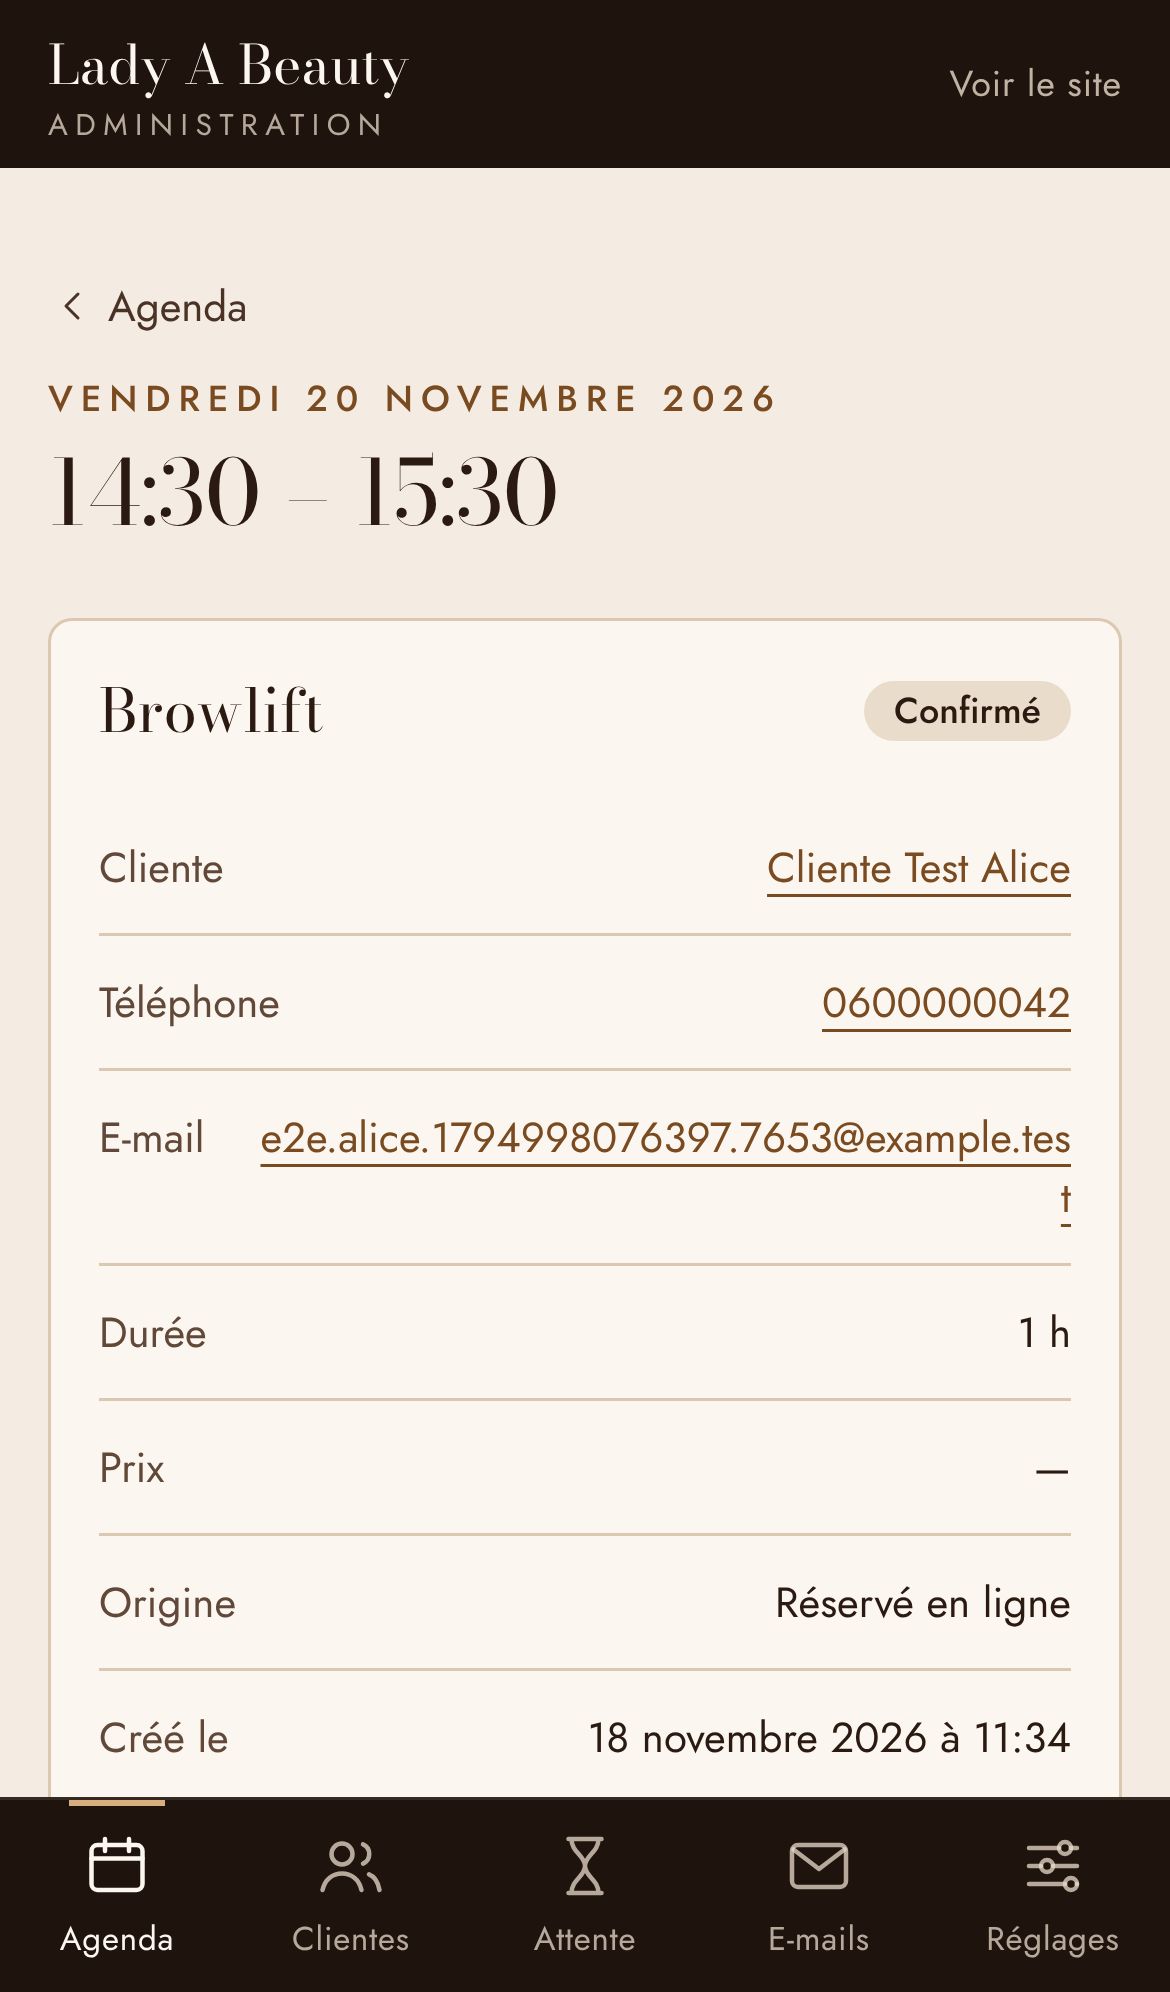 Lady A Beauty
ADMINISTRATION
Voir le site
Agenda
VENDREDI 20 NOVEMBRE 2026
14:30 – 15:30
Browlift
Confirmé
Cliente
Cliente Test Alice
Téléphone
0600000042
E-mail
e2e.alice.1794998076397.7653@example.tes
t
Durée
1 h
Prix
—
Origine
Réservé en ligne
Créé le
18 novembre 2026 à 11:34
Agenda
Clientes
Attente
E-mails
Réglages